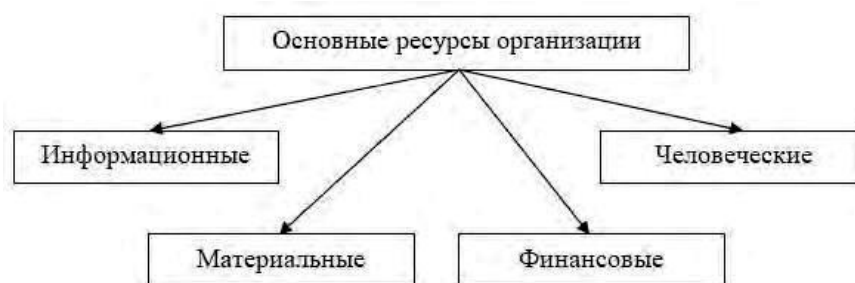 Основные ресурсы организации
Информационные
Человеческие
Материальные
Финансовые